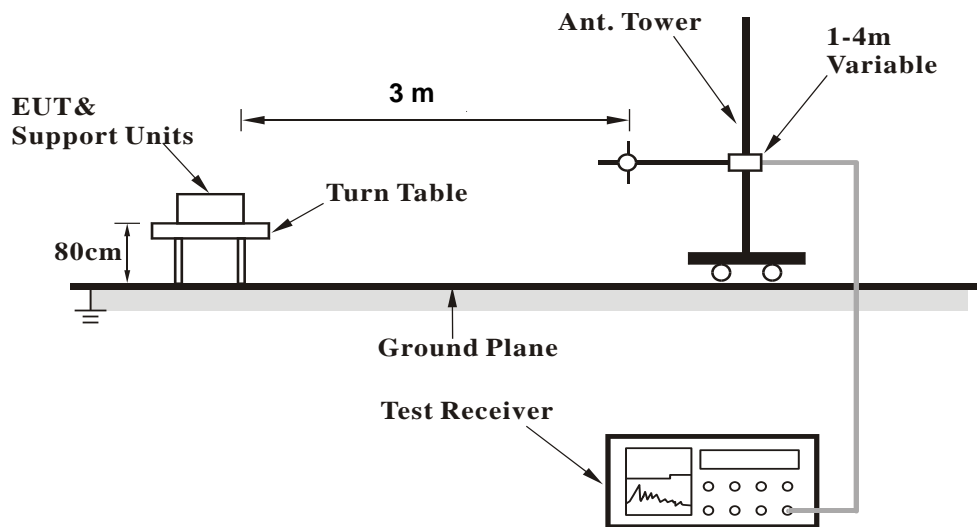 Ant. Tower
1-4m
Variable
3 m
EUT&
Support Units
Turn Table
80cm
Ground Plane
Test Receiver